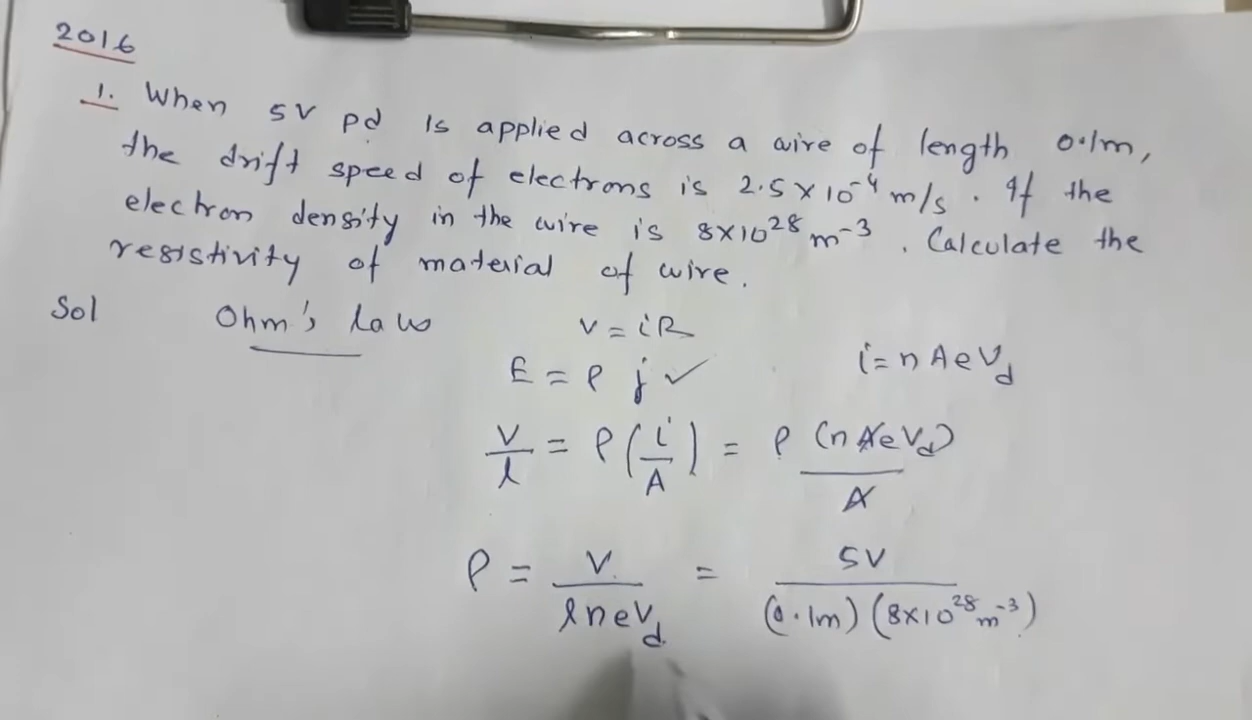 2016
1. When 5V pd is applied across a wire of length 0.1m,
the drift speed of electrons is 2.5×10⁻⁴ m/s. If the
electron density in the wire is 8×10²⁸ m⁻³. Calculate the
resistivity of material of wire.
Sol Ohm's law V = iR
E = ρ j ✓ i = nAeV_d
V/l = ρ(i/A) = ρ (nAeV_d)/A
ρ = V/(l n e V_d) = 5V/((0.1m)(8×10²⁸ m⁻³)